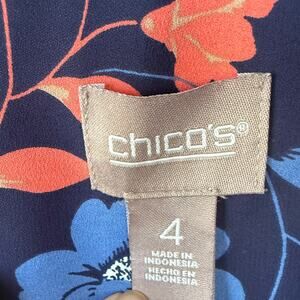 chico's®
4
MADE IN
INDONESIA
HECHO EN
INDONESIA